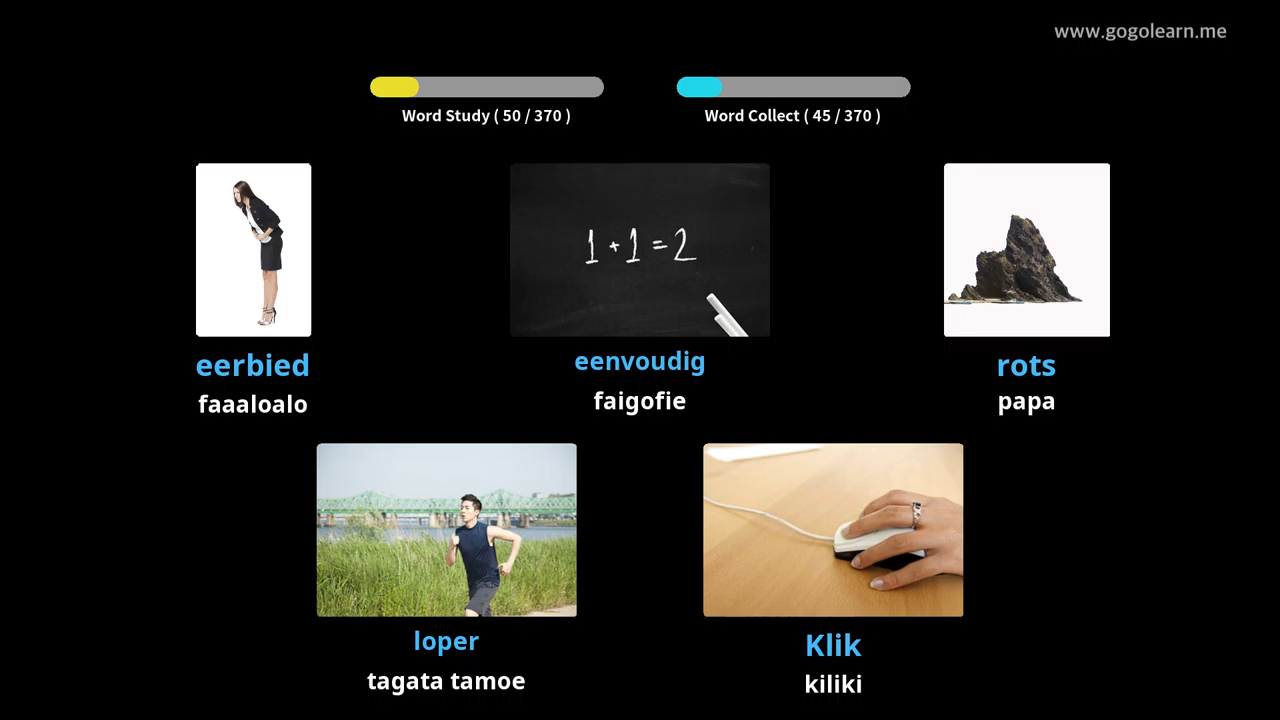 www.gogolearn.me
Word Study ( 50 / 370 )
Word Collect ( 45 / 370 )
1 + 1 = 2
eerbied
faaaloalo
eenvoudig
faigofie
rots
papa
loper
tagata tamoe
Klik
kiliki